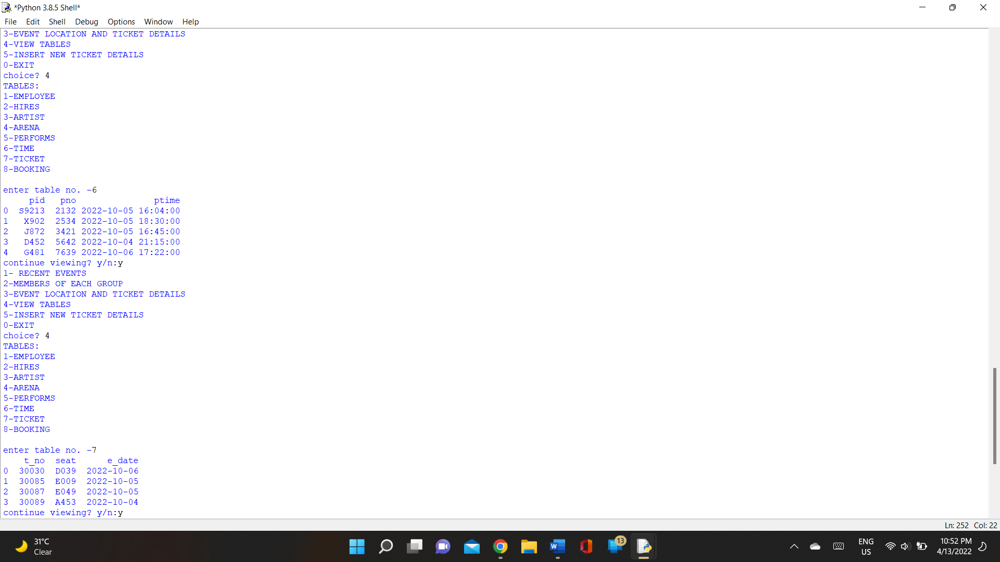 *Python 3.8.5 Shell*
File Edit Shell Debug Options Window Help
3-EVENT LOCATION AND TICKET DETAILS
4-VIEW TABLES
5-INSERT NEW TICKET DETAILS
0-EXIT
choice? 4
TABLES:
1-EMPLOYEE
2-HIRES
3-ARTIST
4-ARENA
5-PERFORMS
6-TIME
7-TICKET
8-BOOKING
enter table no. -6
pid pno ptime
0 S9213 2132 2022-10-05 16:04:00
1 X902 2534 2022-10-05 18:30:00
2 J872 3421 2022-10-05 16:45:00
3 D452 5642 2022-10-04 21:15:00
4 G481 7639 2022-10-06 17:22:00
continue viewing? y/n:y
1- RECENT EVENTS
2-MEMBERS OF EACH GROUP
3-EVENT LOCATION AND TICKET DETAILS
4-VIEW TABLES
5-INSERT NEW TICKET DETAILS
0-EXIT
choice? 4
TABLES:
1-EMPLOYEE
2-HIRES
3-ARTIST
4-ARENA
5-PERFORMS
6-TIME
7-TICKET
8-BOOKING
enter table no. -7
t_no seat e_date
0 30030 D039 2022-10-06
1 30085 E009 2022-10-05
2 30087 E049 2022-10-05
3 30089 A453 2022-10-04
continue viewing? y/n:y
Ln: 252 Col: 22
31°C
Clear
W
13
ENG
US
10:52 PM
4/13/2022